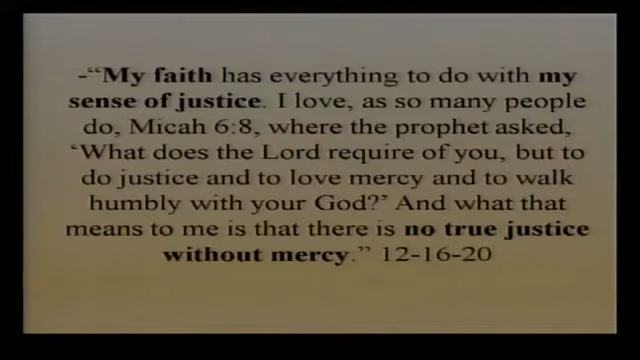 -“My faith has everything to do with my
sense of justice. I love, as so many people
do, Micah 6:8, where the prophet asked,
‘What does the Lord require of you, but to
do justice and to love mercy and to walk
humbly with your God?’ And what that
means to me is that there is no true justice
without mercy.” 12-16-20